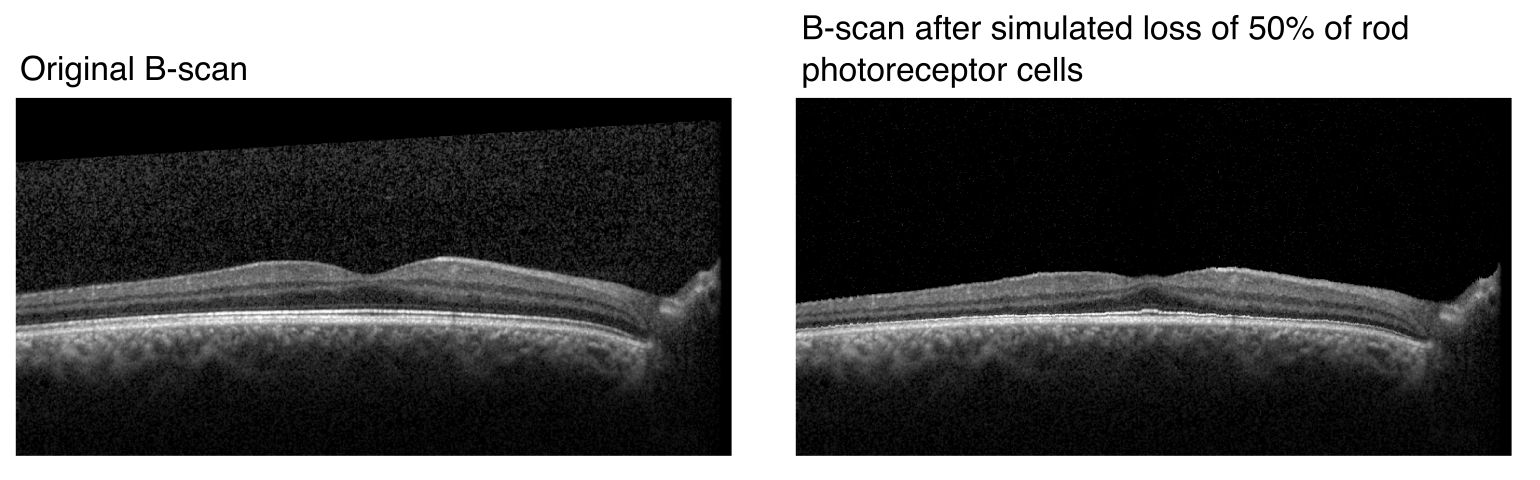 Original B-scan
B-scan after simulated loss of 50% of rod
photoreceptor cells